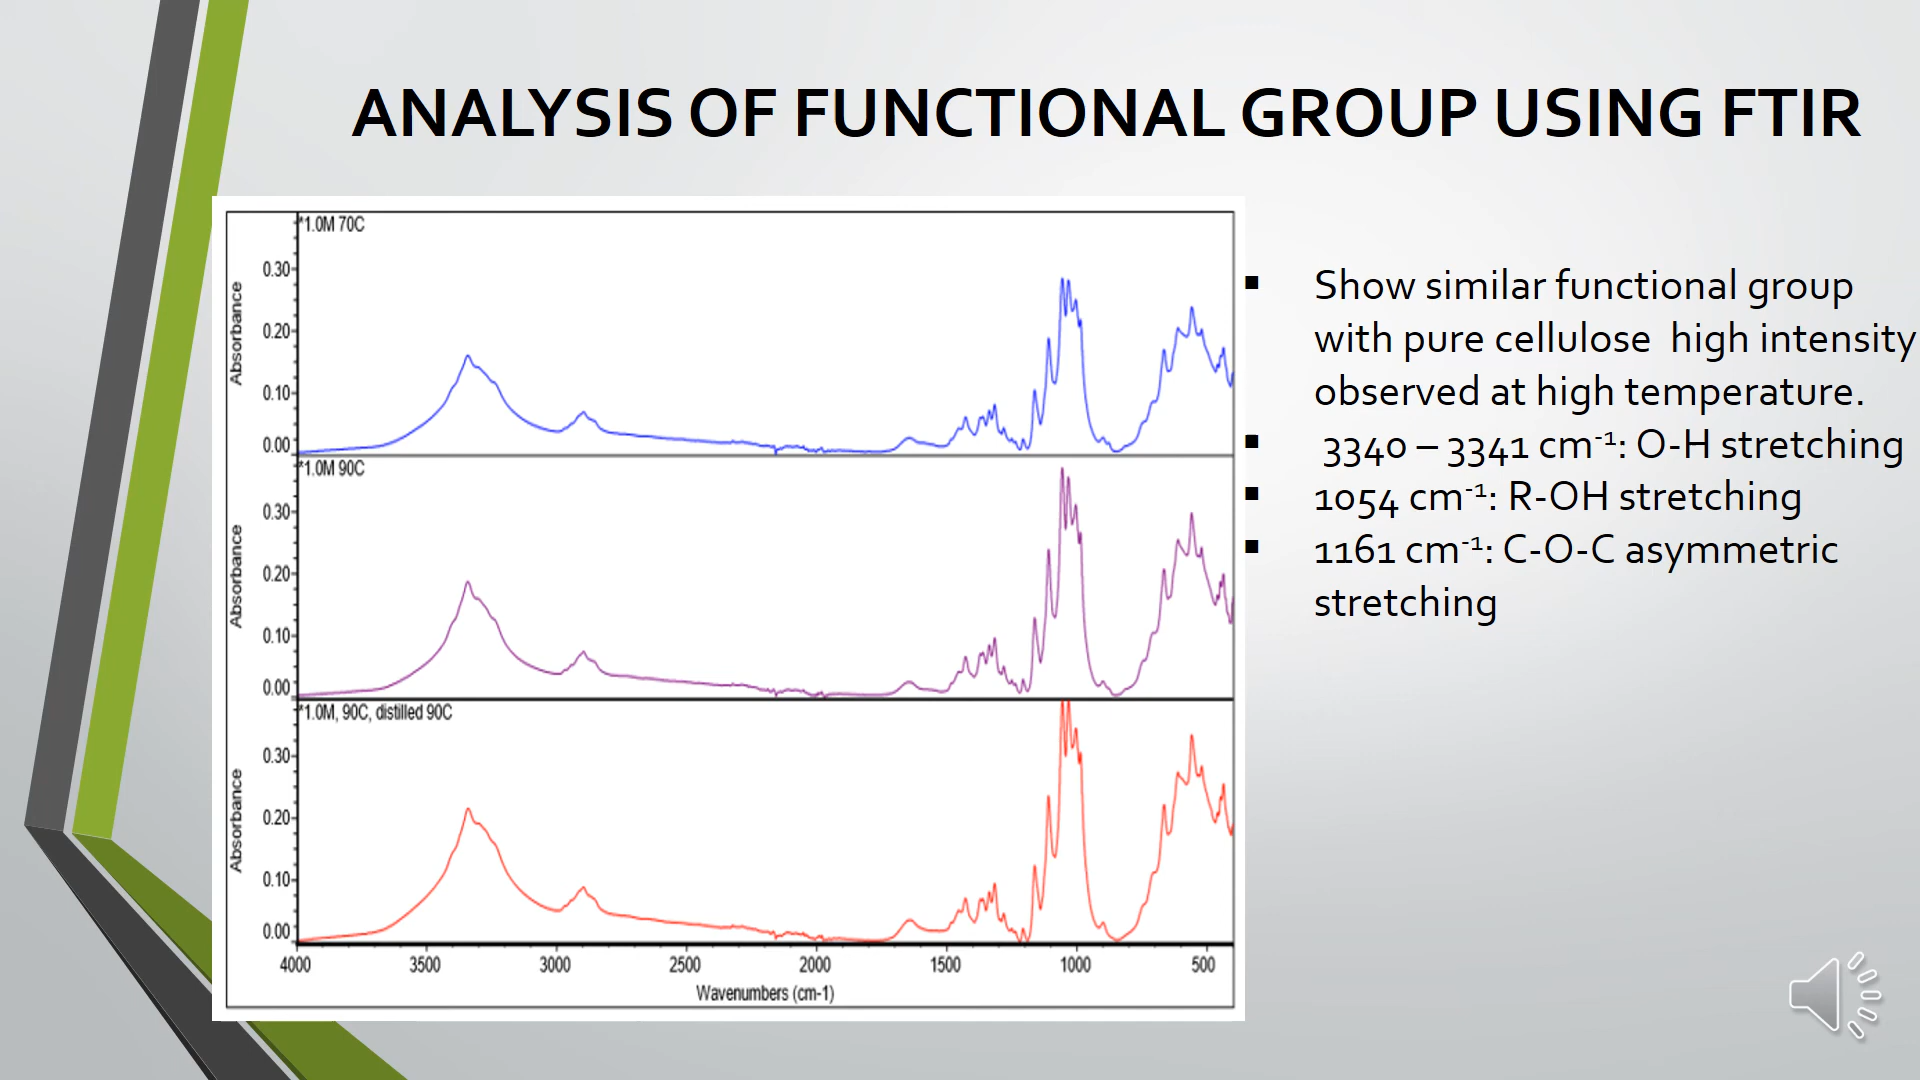 ANALYSIS OF FUNCTIONAL GROUP USING FTIR
*1.0M 70C
0.30
0.20
0.10
0.00
Absorbance
*1.0M 90C
0.30
0.20
0.10
0.00
Absorbance
*1.0M, 90C, distilled 90C
0.30
0.20
0.10
0.00
Absorbance
4000 3500 3000 2500 2000 1500 1000 500
Wavenumbers (cm-1)
▪ Show similar functional group
with pure cellulose high intensity
observed at high temperature.
▪ 3340 – 3341 cm⁻¹: O-H stretching
▪ 1054 cm⁻¹: R-OH stretching
▪ 1161 cm⁻¹: C-O-C asymmetric
stretching